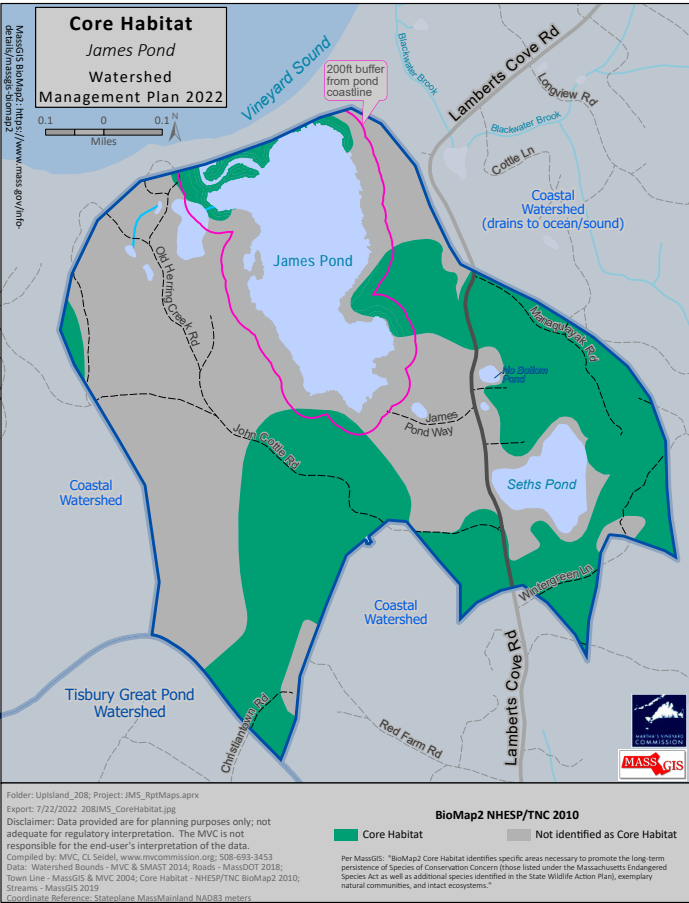 Core Habitat
James Pond
Watershed
Management Plan 2022
MassGIS BioMap2: https://www.mass.gov/info-
details/massgis-biomap2
0.1 0 0.1
Miles
N
Vineyard Sound
200ft buffer
from pond
coastline
Blackwater Brook
Lamberts Cove Rd
Longview Rd
Blackwater Brook
Cottle Ln
Coastal
Watershed
(drains to ocean/sound)
James Pond
Old Herring Creek Rd
Manaquayak Rd
No Bottom
Pond
James
Pond Way
John Cottle Rd
Seths Pond
Coastal
Watershed
Coastal
Watershed
Wintergreen Ln
Tisbury Great Pond
Watershed
Lamberts Cove Rd
Christiantown Rd
Red Farm Rd
MARTHA'S VINEYARD
COMMISSION
MASS GIS
Folder: UpIsland_208; Project: JMS_RptMaps.aprx
Export: 7/22/2022 208JMS_CoreHabitat.jpg
Disclaimer: Data provided are for planning purposes only; not
adequate for regulatory interpretation. The MVC is not
responsible for the end-user's interpretation of the data.
Compiled by: MVC, CL Seidel, www.mvcommission.org; 508-693-3453
Data: Watershed Bounds - MVC & SMAST 2014; Roads - MassDOT 2018;
Town Line - MassGIS & MVC 2004; Core Habitat - NHESP/TNC BioMap 2010;
Streams - MassGIS 2019
Coordinate Reference: Stateplane MassMainland NAD83 meters
BioMap2 NHESP/TNC 2010
Core Habitat
Not identified as Core Habitat
Per MassGIS: "BioMap2 Core Habitat identifies specific areas necessary to promote the long-term
persistence of Species of Conservation Concern (those listed under the Massachusetts Endangered
Species Act as well as additional species identified in the State Wildlife Action Plan), exemplary
natural communities, and intact ecosystems."